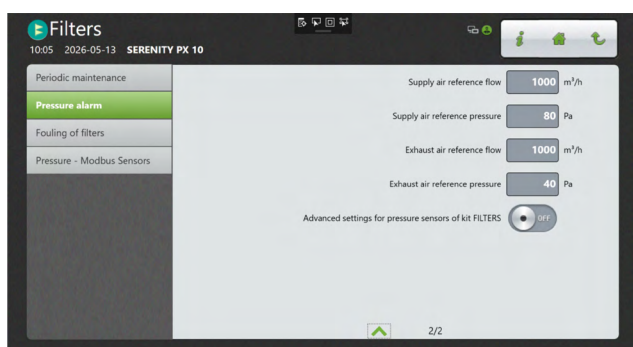 Filters
10:05 2026-05-13 SERENITY PX 10
Periodic maintenance
Pressure alarm
Fouling of filters
Pressure - Modbus Sensors
Supply air reference flow 1000 m³/h
Supply air reference pressure 80 Pa
Exhaust air reference flow 1000 m³/h
Exhaust air reference pressure 40 Pa
Advanced settings for pressure sensors of kit FILTERS OFF
2/2